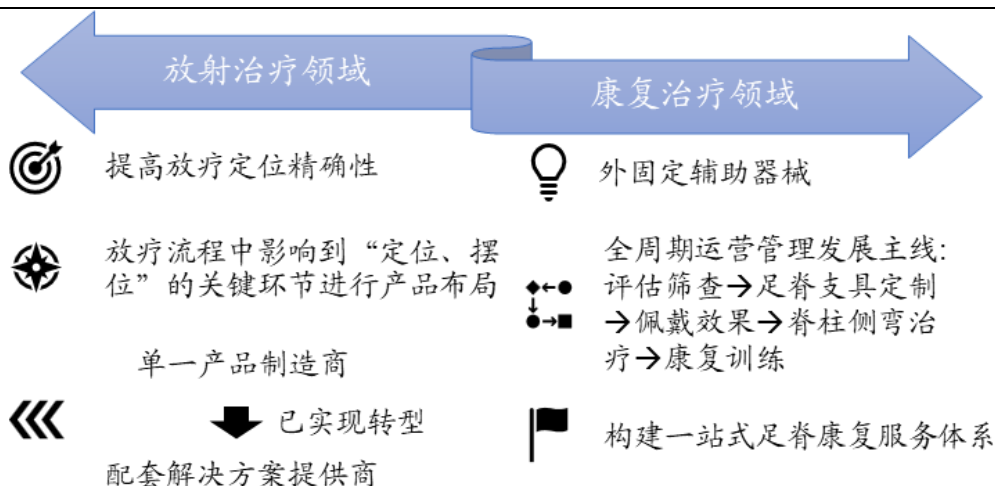 放射治疗领域
提高放疗定位精确性
放疗流程中影响到“定位、摆
位”的关键环节进行产品布局
单一产品制造商
已实现转型
配套解决方案提供商
康复治疗领域
外固定辅助器械
全周期运营管理发展主线:
评估筛查→足脊支具定制
→佩戴效果→脊柱侧弯治
疗→康复训练
构建一站式足脊康复服务体系